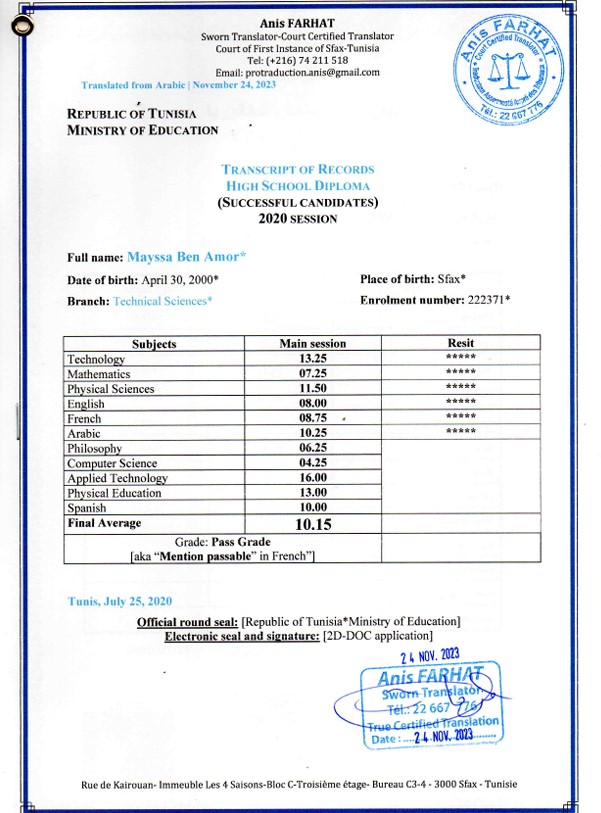 Anis FARHAT
Sworn Translator-Court Certified Translator
Court of First Instance of Sfax-Tunisia
Tel: (+216) 74 211 518
Email: protraduction.anis@gmail.com
Translated from Arabic | November 24, 2023
Anis FARHAT
Court Certified Translator
Tél.: 22 667 776
REPUBLIC OF TUNISIA
MINISTRY OF EDUCATION
TRANSCRIPT OF RECORDS
HIGH SCHOOL DIPLOMA
(SUCCESSFUL CANDIDATES)
2020 SESSION
Full name: Mayssa Ben Amor*
Date of birth: April 30, 2000* Place of birth: Sfax*
Branch: Technical Sciences* Enrolment number: 222371*
Subjects Main session Resit
Technology 13.25 *****
Mathematics 07.25 *****
Physical Sciences 11.50 *****
English 08.00 *****
French 08.75 *****
Arabic 10.25 *****
Philosophy 06.25
Computer Science 04.25
Applied Technology 16.00
Physical Education 13.00
Spanish 10.00
Final Average 10.15
Grade: Pass Grade
[aka “Mention passable” in French”]
Tunis, July 25, 2020
Official round seal: [Republic of Tunisia*Ministry of Education]
Electronic seal and signature: [2D-DOC application]
24 NOV. 2023
Anis FARHAT
Sworn Translator
Tél.: 22 667 776
True Certified Translation
Date : ... 24 NOV. 2023
Rue de Kairouan- Immeuble Les 4 Saisons-Bloc C-Troisième étage- Bureau C3-4 - 3000 Sfax - Tunisie